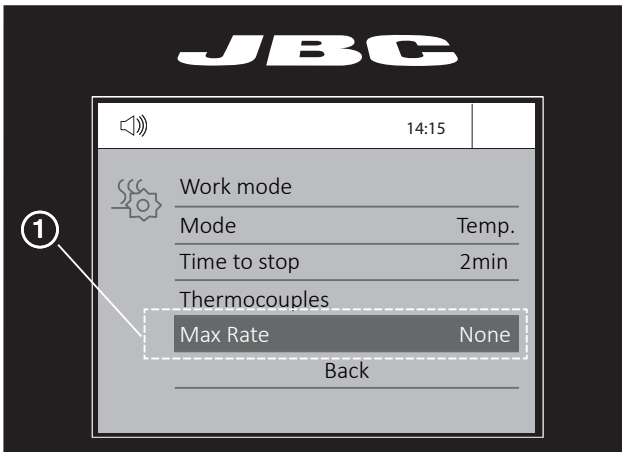 JBC
14:15
Work mode
Mode Temp.
Time to stop 2min
Thermocouples
1
Max Rate None
Back